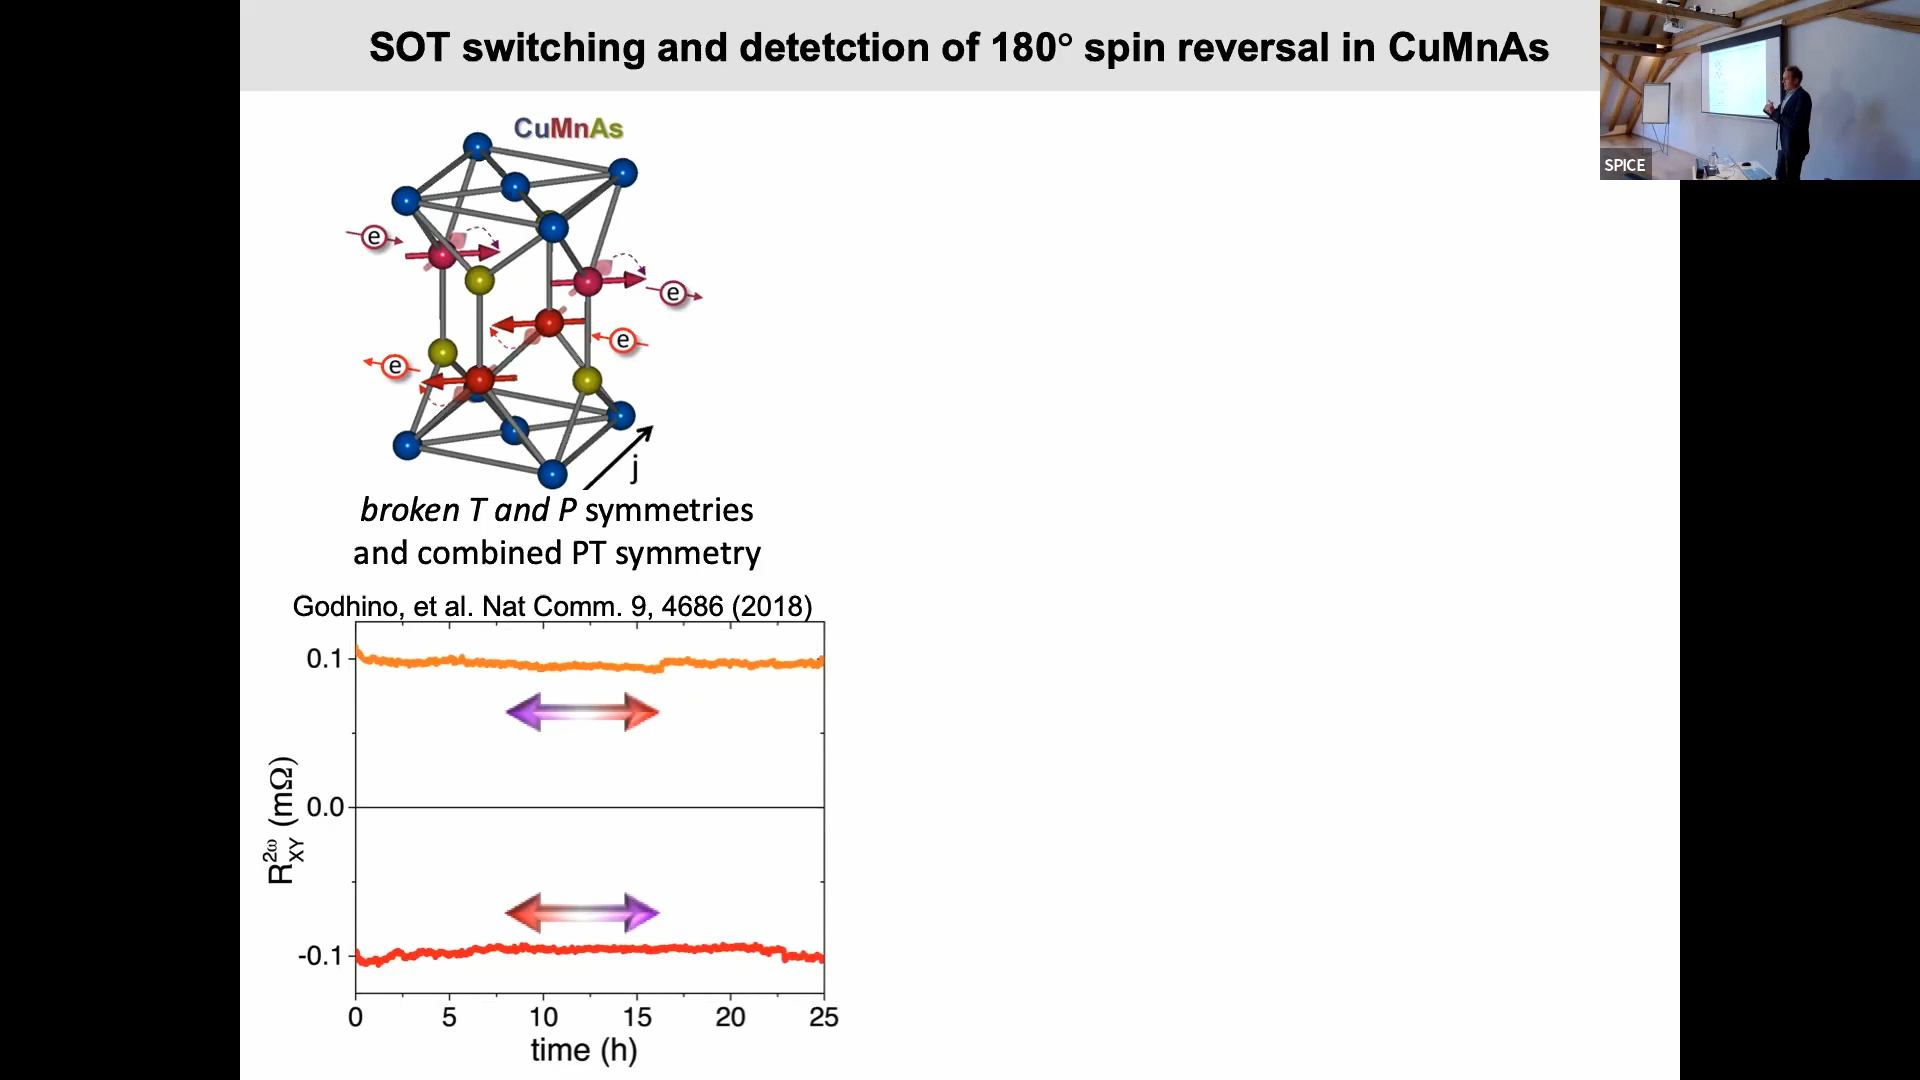 SOT switching and detetction of 180° spin reversal in CuMnAs
SPICE
CuMnAs
e
e
e
e
j
broken T and P symmetries
and combined PT symmetry
Godhino, et al. Nat Comm. 9, 4686 (2018)
0.1
0.0
-0.1
R_XY^2ω (mΩ)
0 5 10 15 20 25
time (h)